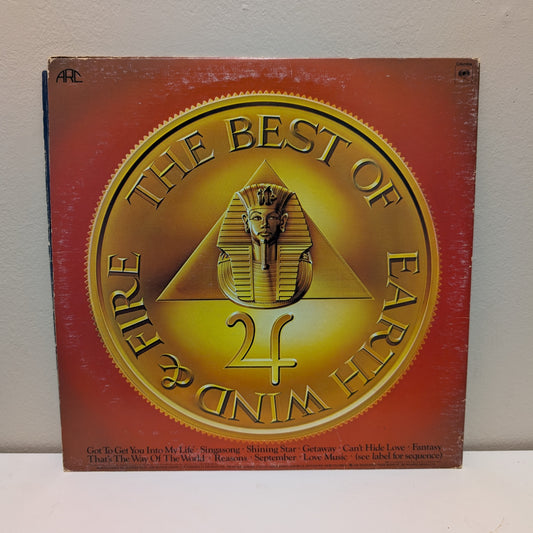 ARC
THE BEST OF
EARTH WIND & FIRE
Got To Get You Into My Life · Singasong · Shining Star · Getaway · Can't Hide Love · Fantasy
That's The Way Of The World · Reasons · September · Love Music · (see label for sequence)